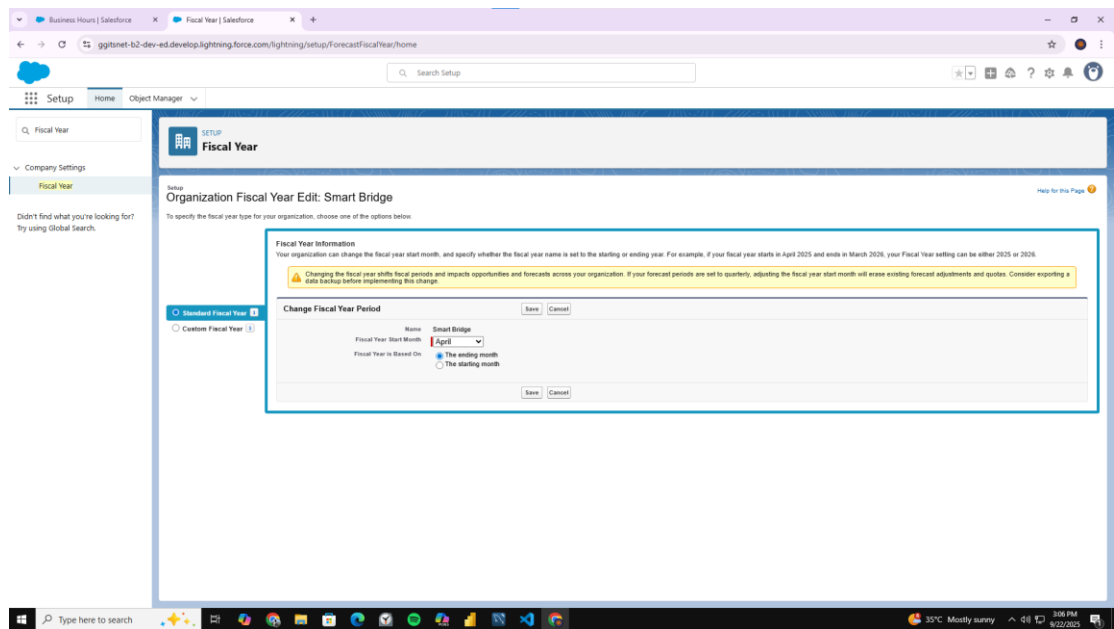 Business Hours | Salesforce
Fiscal Year | Salesforce
ggitsnet-b2-dev-ed.develop.lightning.force.com/lightning/setup/ForecastFiscalYear/home
Search Setup
Setup
Home
Object Manager
Fiscal Year
SETUP
Fiscal Year
Company Settings
Fiscal Year
Didn't find what you're looking for?
Try using Global Search.
Setup
Organization Fiscal Year Edit: Smart Bridge
Help for this Page
To specify the fiscal year type for your organization, choose one of the options below.
Fiscal Year Information
Your organization can change the fiscal year start month, and specify whether the fiscal year name is set to the starting or ending year. For example, if your fiscal year starts in April 2025 and ends in March 2026, your Fiscal Year setting can be either 2025 or 2026.
Changing the fiscal year shifts fiscal periods and impacts opportunities and forecasts across your organization. If your forecast periods are set to quarterly, adjusting the fiscal year start month will erase existing forecast adjustments and quotas. Consider exporting a
data backup before implementing this change.
Standard Fiscal Year
Custom Fiscal Year
Change Fiscal Year Period
Save Cancel
Name Smart Bridge
Fiscal Year Start Month April
Fiscal Year is Based On The ending month
The starting month
Save Cancel
Type here to search
35°C Mostly sunny
3:06 PM
9/22/2025